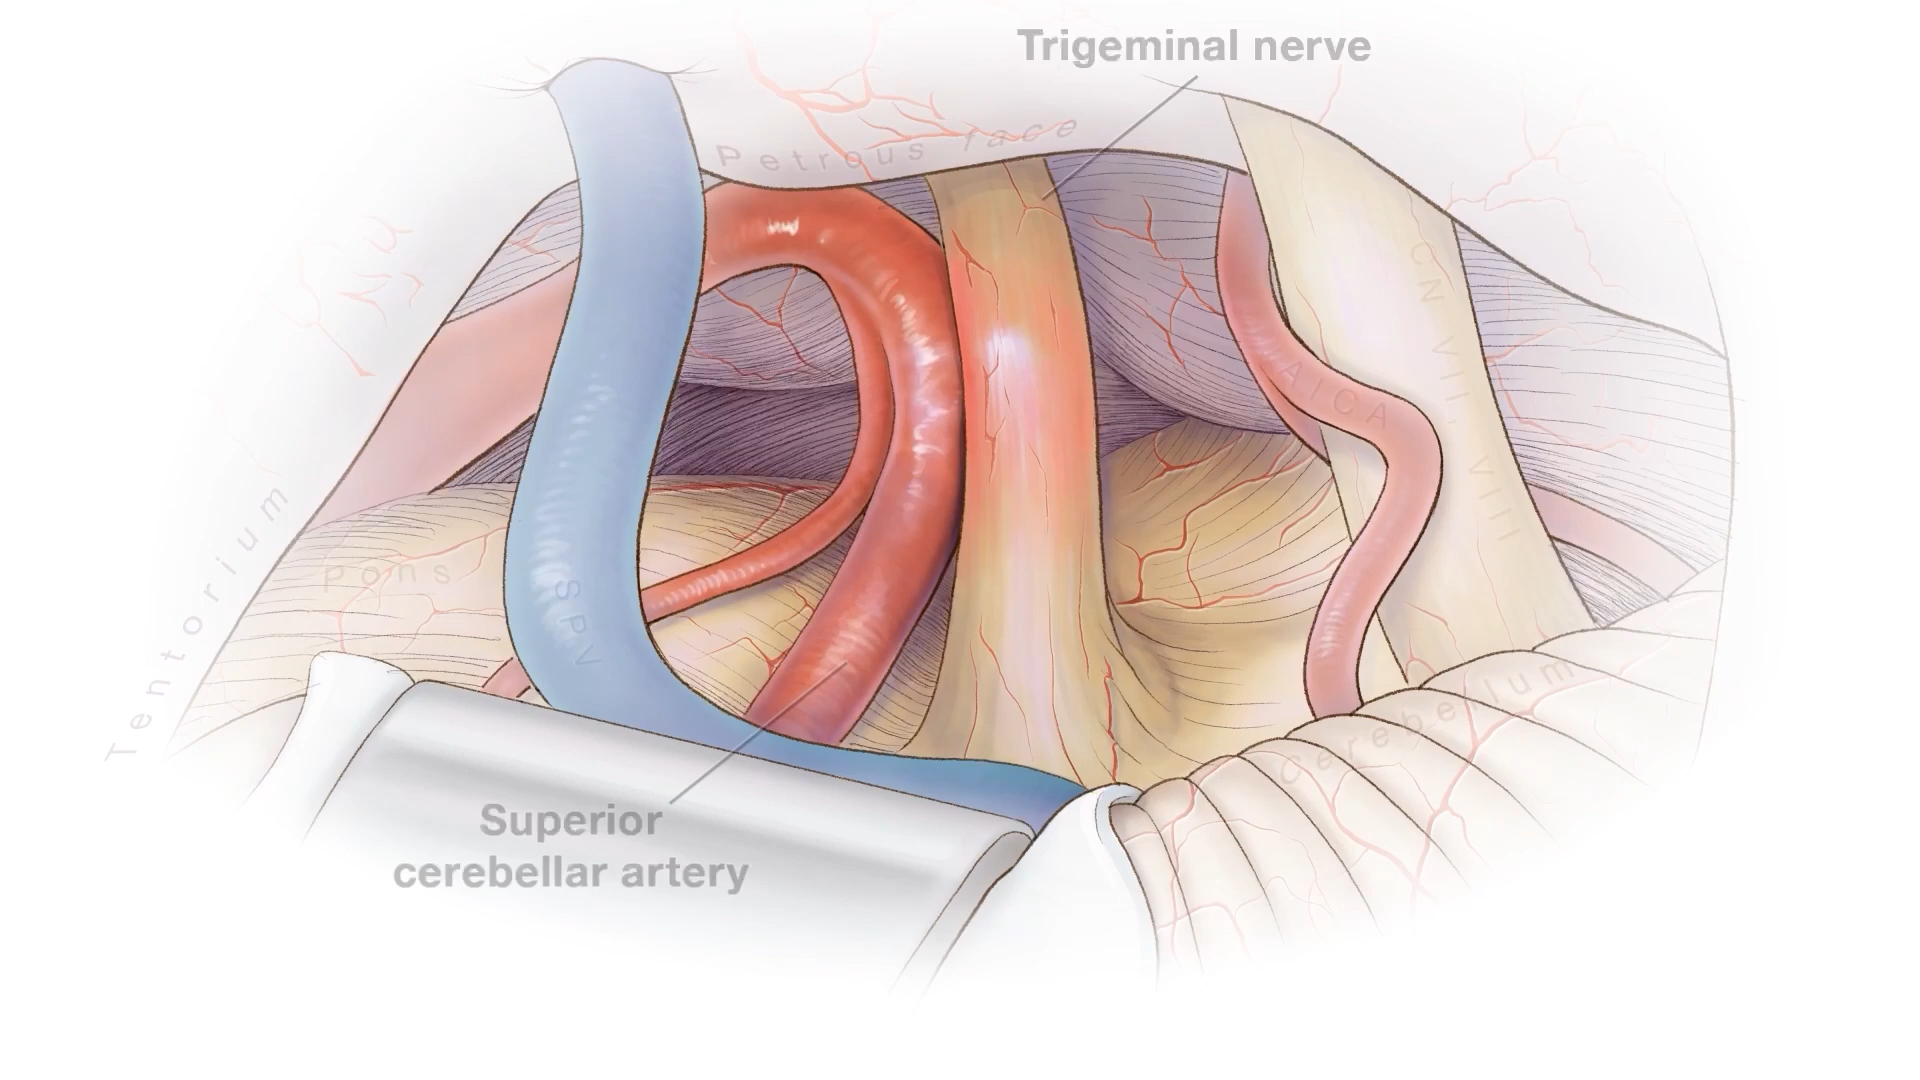 Trigeminal nerve
Petrous face
CN VII, VIII
AICA
Tentorium
Pons
SPV
Cerebellum
Superior
cerebellar artery